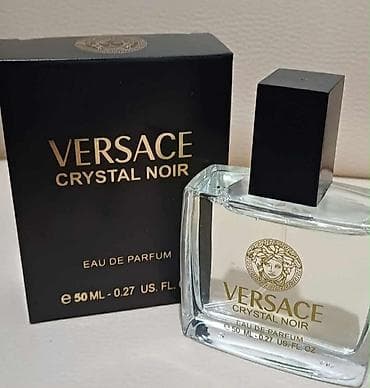 VERSACE
CRYSTAL NOIR
EAU DE PARFUM
e 50 ML - 0.27 US. FL.
VERSACE
CRYSTAL NOIR
EAU DE PARFUM
e 50 ML - 0.27 US. FL. OZ